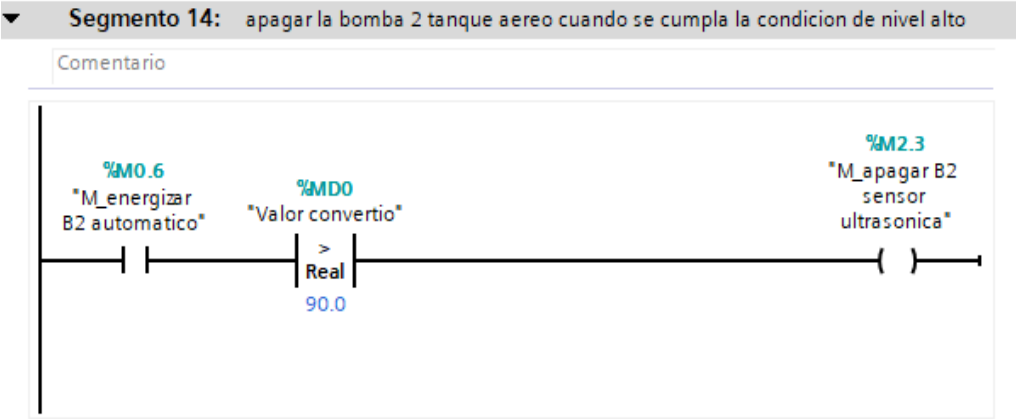 Segmento 14: apagar la bomba 2 tanque aereo cuando se cumpla la condicion de nivel alto
Comentario
%M0.6
"M_energizar
B2 automatico"
%MD0
"Valor convertio"
>
Real
90.0
%M2.3
"M_apagar B2
sensor
ultrasonica"